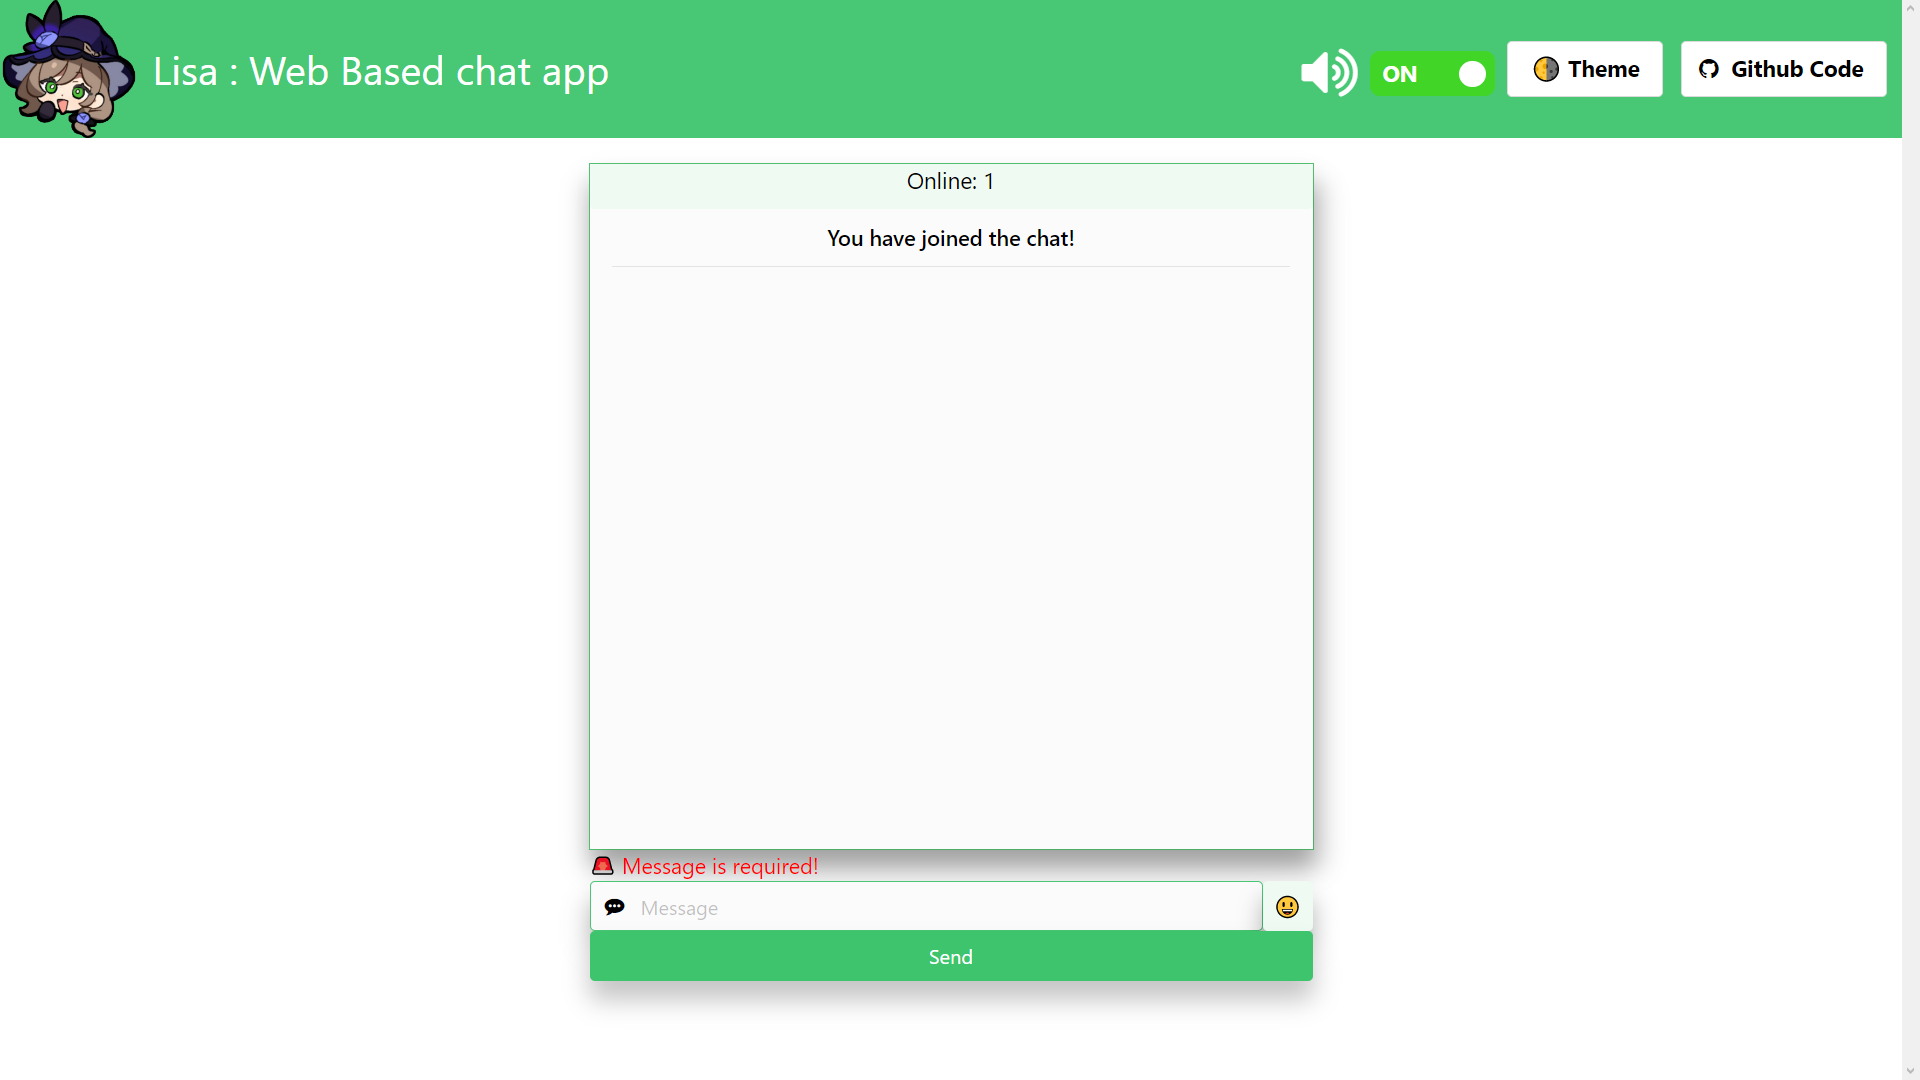 Lisa : Web Based chat app
ON
Theme
Github Code
Online: 1
You have joined the chat!
Message is required!
Message
Send